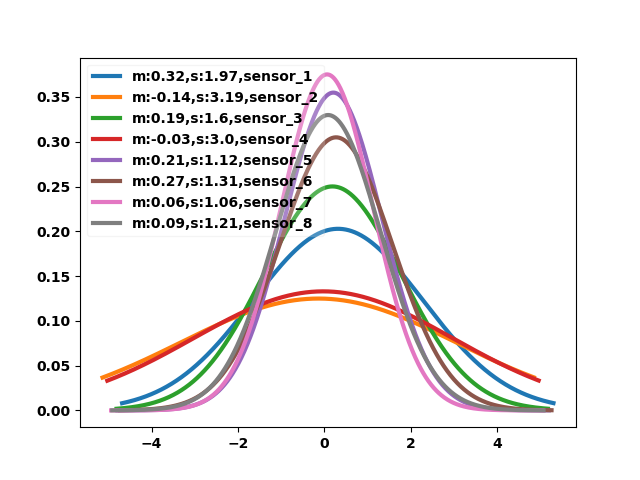 m:0.32,s:1.97,sensor_1
m:-0.14,s:3.19,sensor_2
m:0.19,s:1.6,sensor_3
m:-0.03,s:3.0,sensor_4
m:0.21,s:1.12,sensor_5
m:0.27,s:1.31,sensor_6
m:0.06,s:1.06,sensor_7
m:0.09,s:1.21,sensor_8
0.35
0.30
0.25
0.20
0.15
0.10
0.05
0.00
−4 −2 0 2 4